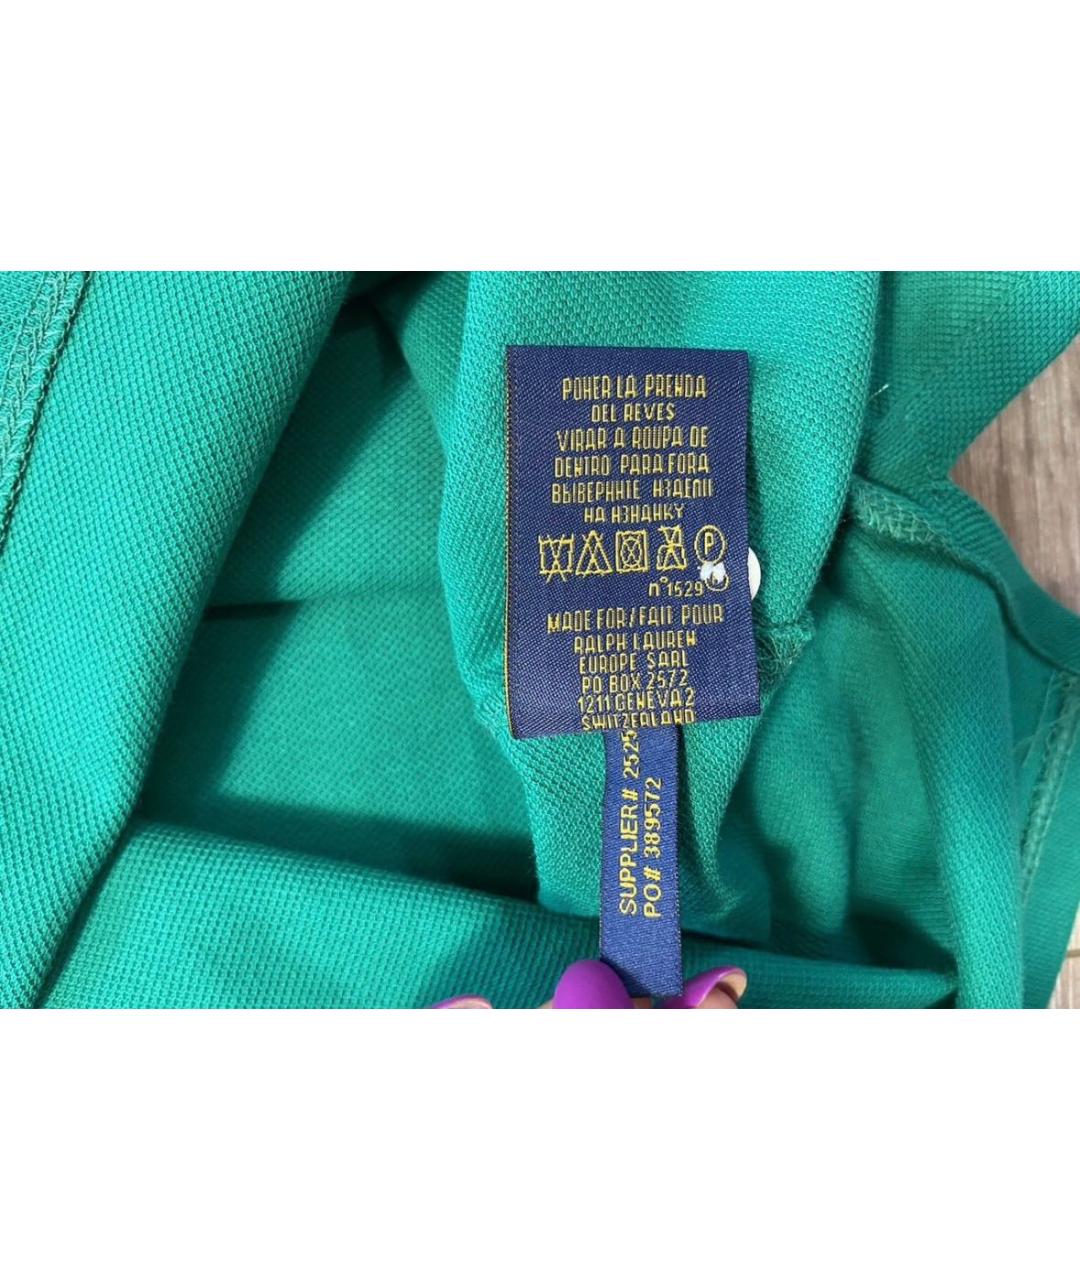 PONER LA PRENDA
DEL REVES
VIRAR A ROUPA DE
DENTRO PARA FORA
ВЫВЕРНИТЕ ИЗДЕЛИ
НА ИЗНАНКУ
P
n°1529
MADE FOR/FAIT POUR
RALPH LAUREN
EUROPE SARL
PO BOX 2572
1211 GENEVA 2
SWITZERLAND
SUPPLIER# 2525
PO# 389572